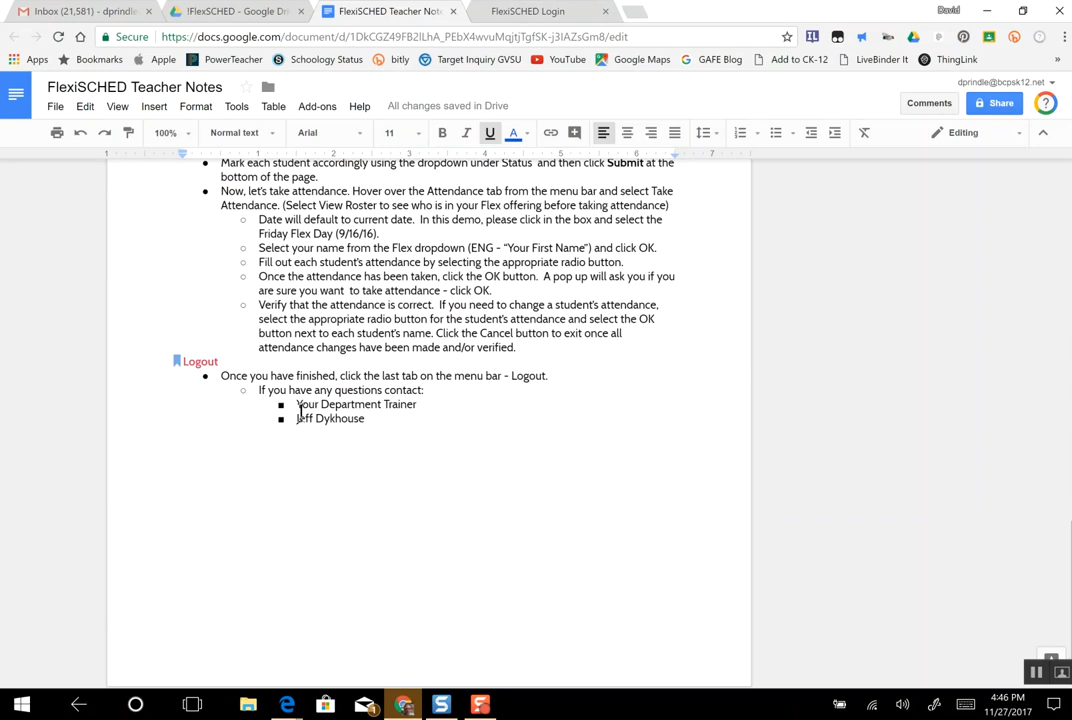 Inbox (21,581) - dprindle
!FlexSCHED - Google Dri
FlexiSCHED Teacher Note
FlexiSCHED Login
David
Secure
https://docs.google.com/document/d/1DkCGZ49FB2ILhA_PEbX4wvuMqjtjTgfSK-j3IAZsGm8/edit
Apps
Bookmarks
Apple
PowerTeacher
Schoology Status
bitly
Target Inquiry GVSU
YouTube
Google Maps
GAFE Blog
Add to CK-12
LiveBinder It
ThingLink
»
FlexiSCHED Teacher Notes
dprindle@bcpsk12.net
File Edit View Insert Format Tools Table Add-ons Help All changes saved in Drive
Comments
Share
100% Normal text Arial 11 B I U A Editing
1 1 2 3 4 5 6 7
Mark each student accordingly using the dropdown under Status and then click Submit at the
bottom of the page.
Now, let's take attendance. Hover over the Attendance tab from the menu bar and select Take
Attendance. (Select View Roster to see who is in your Flex offering before taking attendance)
Date will default to current date. In this demo, please click in the box and select the
Friday Flex Day (9/16/16).
Select your name from the Flex dropdown (ENG - "Your First Name") and click OK.
Fill out each student's attendance by selecting the appropriate radio button.
Once the attendance has been taken, click the OK button. A pop up will ask you if you
are sure you want to take attendance - click OK.
Verify that the attendance is correct. If you need to change a student's attendance,
select the appropriate radio button for the student's attendance and select the OK
button next to each student's name. Click the Cancel button to exit once all
attendance changes have been made and/or verified.
Logout
Once you have finished, click the last tab on the menu bar - Logout.
If you have any questions contact:
Your Department Trainer
Jeff Dykhouse
4:46 PM
11/27/2017